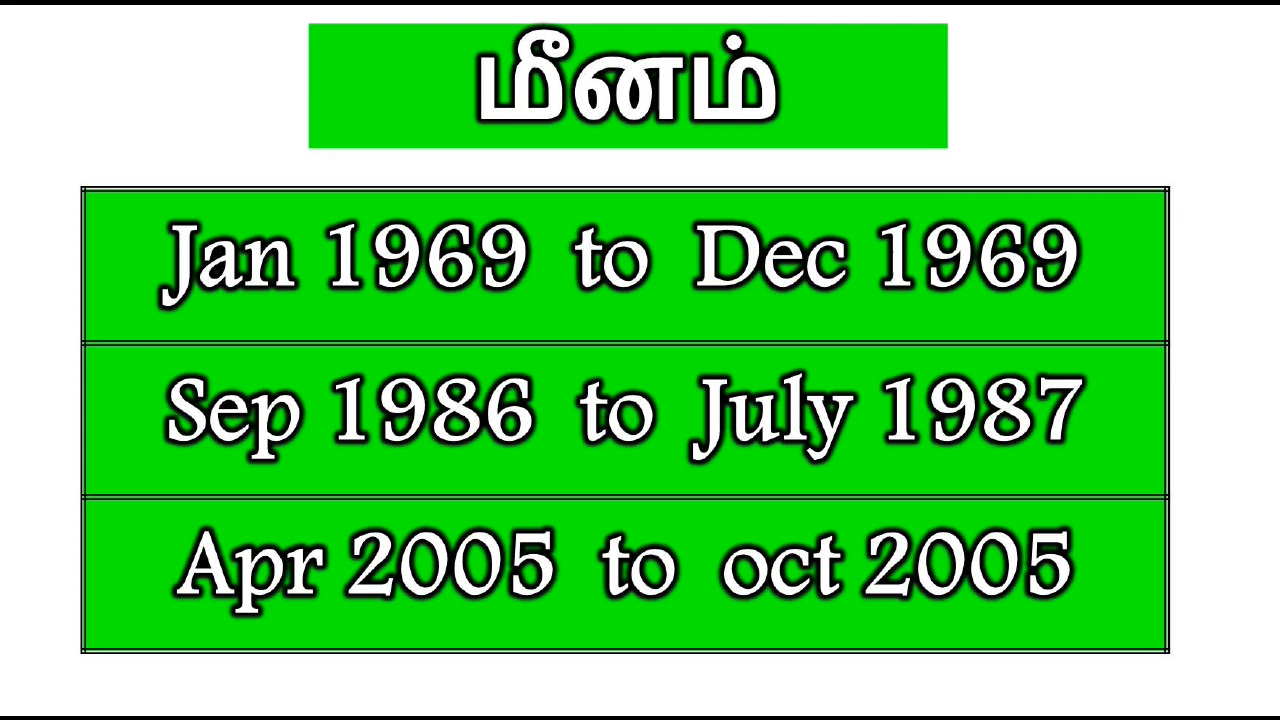 மீனம்
Jan 1969 to Dec 1969
Sep 1986 to July 1987
Apr 2005 to oct 2005